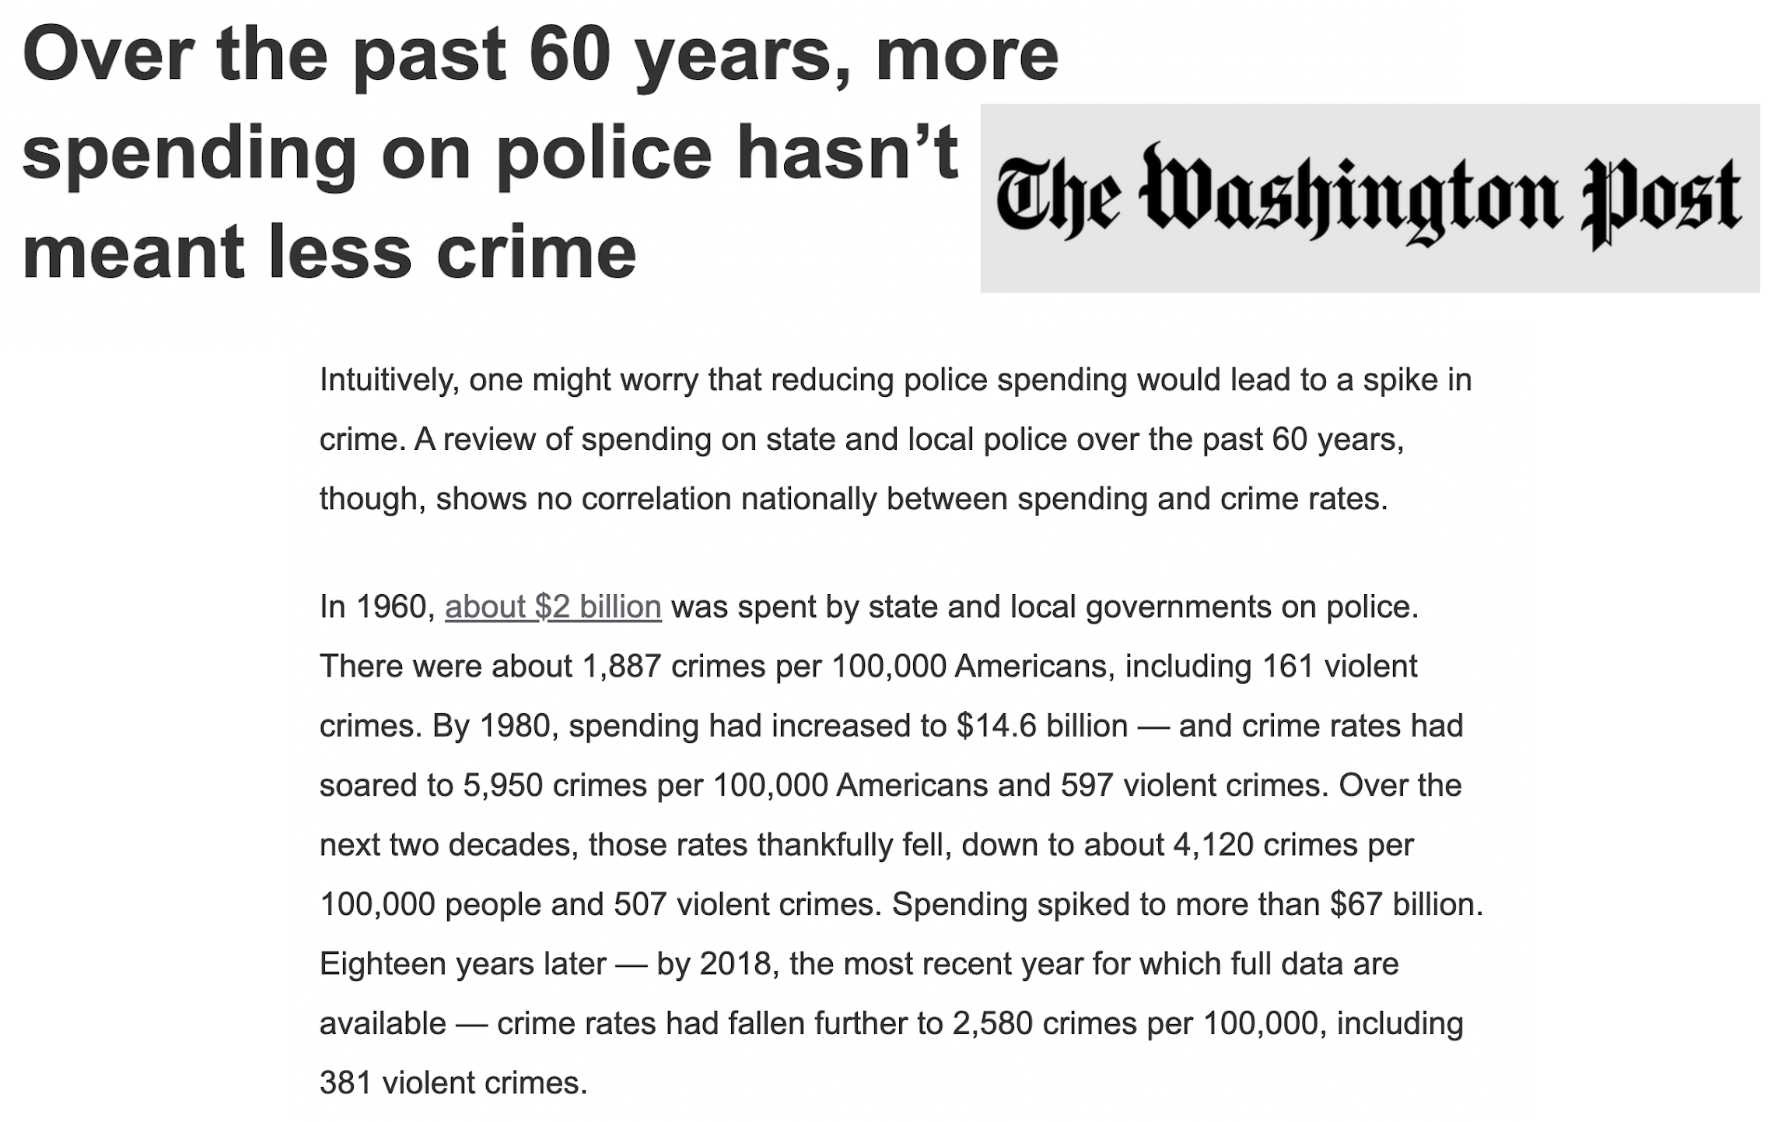 Over the past 60 years, more
spending on police hasn’t
meant less crime
The Washington Post
Intuitively, one might worry that reducing police spending would lead to a spike in
crime. A review of spending on state and local police over the past 60 years,
though, shows no correlation nationally between spending and crime rates.
In 1960, about $2 billion was spent by state and local governments on police.
There were about 1,887 crimes per 100,000 Americans, including 161 violent
crimes. By 1980, spending had increased to $14.6 billion — and crime rates had
soared to 5,950 crimes per 100,000 Americans and 597 violent crimes. Over the
next two decades, those rates thankfully fell, down to about 4,120 crimes per
100,000 people and 507 violent crimes. Spending spiked to more than $67 billion.
Eighteen years later — by 2018, the most recent year for which full data are
available — crime rates had fallen further to 2,580 crimes per 100,000, including
381 violent crimes.